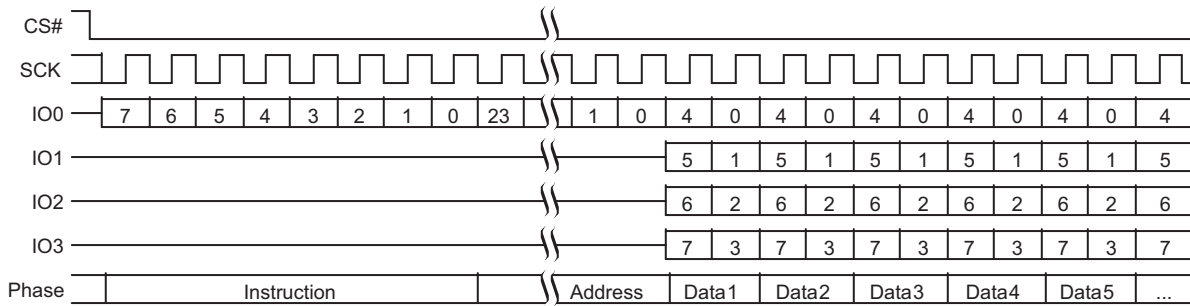 CS#
SCK
IO0 7 6 5 4 3 2 1 0 23 1 0 4 0 4 0 4 0 4 0 4 0 4
IO1 5 1 5 1 5 1 5 1 5 1 5
IO2 6 2 6 2 6 2 6 2 6 2 6
IO3 7 3 7 3 7 3 7 3 7 3 7
Phase Instruction Address Data1 Data2 Data3 Data4 Data5 ...